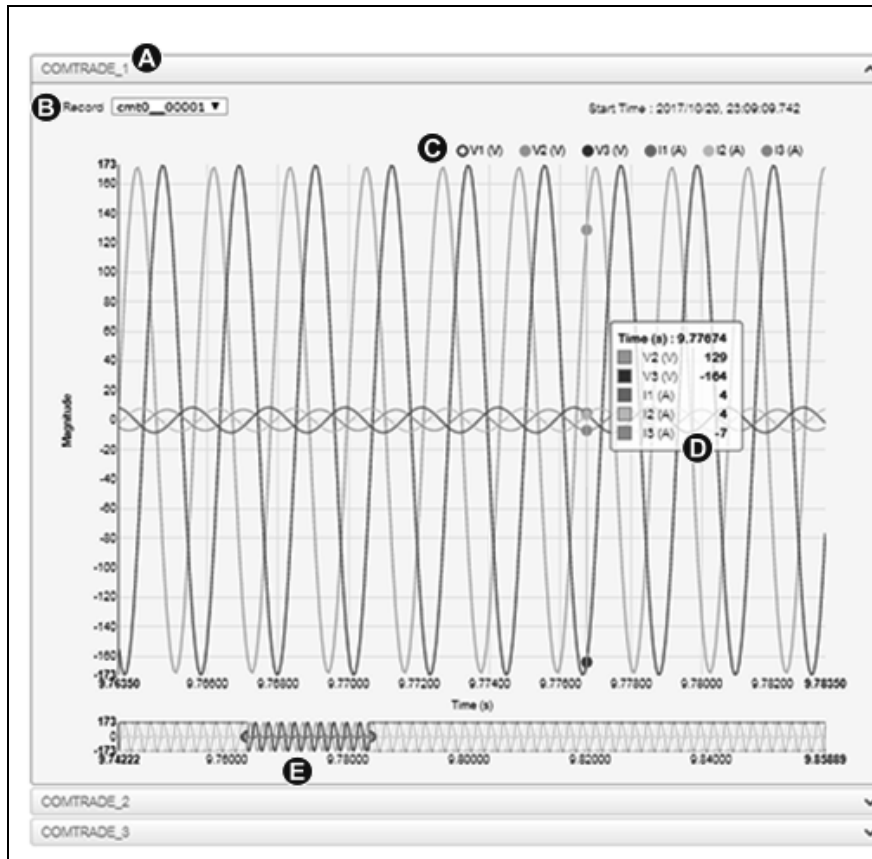 A
COMTRADE_1
B Record cmt0__00001 ▼ Start Time : 2017/10/20, 23:09:09.742
C V1 (V) V2 (V) V3 (V) I1 (A) I2 (A) I3 (A)
173
160
140
120
100
80
60
40
20
0
-20
-40
-60
-80
-100
-120
-140
-160
-173
Magnitude
Time (s) : 9.77674
V2 (V) 129
V3 (V) -164
I1 (A) 4
I2 (A) 4
I3 (A) -7
D
9.76350 9.76600 9.76800 9.77000 9.77200 9.77400 9.77600 9.77800 9.78000 9.78200 9.78350
Time (s)
173
0
-173
9.74222 9.76000 9.78000 9.80000 9.82000 9.84000 9.85889
E
COMTRADE_2
COMTRADE_3